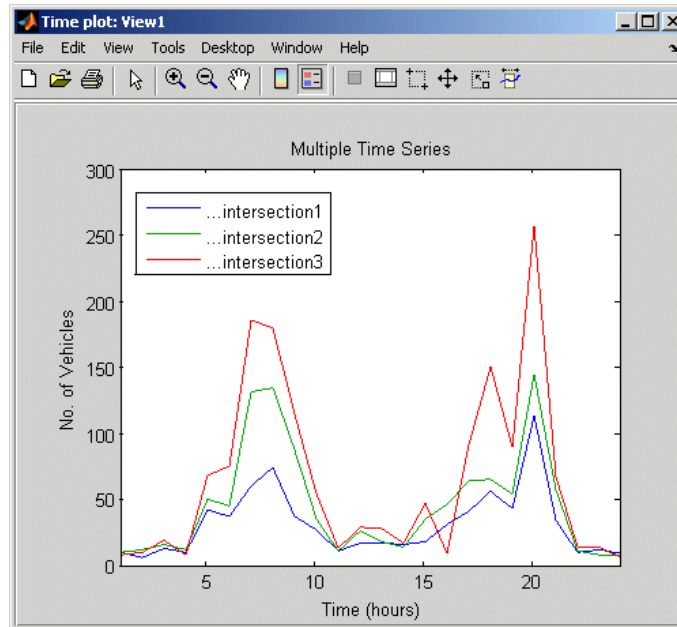 Time plot: View1
File Edit View Tools Desktop Window Help
Multiple Time Series
300
250
200
150
100
50
0
...intersection1
...intersection2
...intersection3
No. of Vehicles
5 10 15 20
Time (hours)